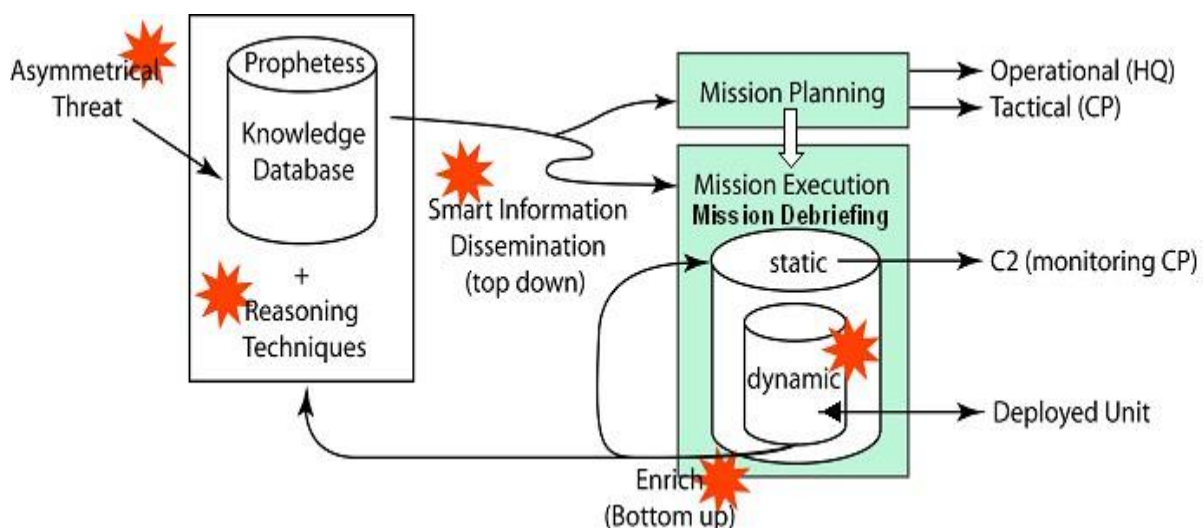 Asymmetrical
Threat
Prophetess
Knowledge
Database
+
Reasoning
Techniques
Smart Information
Dissemination
(top down)
Mission Planning
Operational (HQ)
Tactical (CP)
Mission Execution
Mission Debriefing
static
C2 (monitoring CP)
dynamic
Deployed Unit
Enrich
(Bottom up)